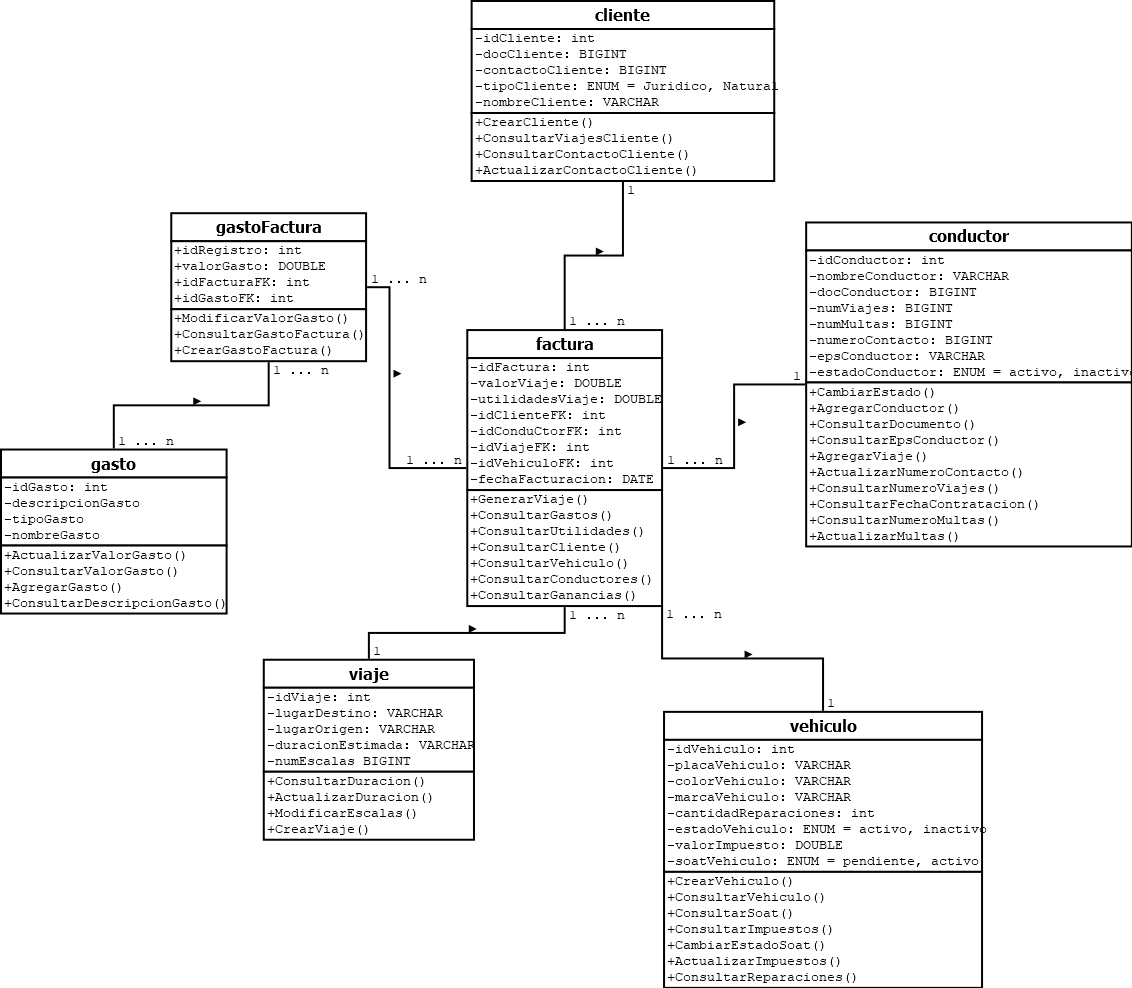 cliente
-idCliente: int
-docCliente: BIGINT
-contactoCliente: BIGINT
-tipoCliente: ENUM = Juridico, Natural
-nombreCliente: VARCHAR
+CrearCliente()
+ConsultarViajesCliente()
+ConsultarContactoCliente()
+ActualizarContactoCliente()
1
1 ... n
gastoFactura
+idRegistro: int
+valorGasto: DOUBLE
+idFacturaFK: int
+idGastoFK: int
+ModificarValorGasto()
+ConsultarGastoFactura()
+CrearGastoFactura()
1 ... n
1 ... n
1 ... n
1 ... n
gasto
-idGasto: int
-descripcionGasto
-tipoGasto
-nombreGasto
+ActualizarValorGasto()
+ConsultarValorGasto()
+AgregarGasto()
+ConsultarDescripcionGasto()
factura
-idFactura: int
-valorViaje: DOUBLE
-utilidadesViaje: DOUBLE
-idClienteFK: int
-idConduCtorFK: int
-idViajeFK: int
-idVehiculoFK: int
-fechaFacturacion: DATE
+GenerarViaje()
+ConsultarGastos()
+ConsultarUtilidades()
+ConsultarCliente()
+ConsultarVehiculo()
+ConsultarConductores()
+ConsultarGanancias()
1
1 ... n
conductor
-idConductor: int
-nombreConductor: VARCHAR
-docConductor: BIGINT
-numViajes: BIGINT
-numMultas: BIGINT
-numeroContacto: BIGINT
-epsConductor: VARCHAR
-estadoConductor: ENUM = activo, inactivo
+CambiarEstado()
+AgregarConductor()
+ConsultarDocumento()
+ConsultarEpsConductor()
+AgregarViaje()
+ActualizarNumeroContacto()
+ConsultarNumeroViajes()
+ConsultarFechaContratacion()
+ConsultarNumeroMultas()
+ActualizarMultas()
1 ... n
1 ... n
1
viaje
-idViaje: int
-lugarDestino: VARCHAR
-lugarOrigen: VARCHAR
-duracionEstimada: VARCHAR
-numEscalas BIGINT
+ConsultarDuracion()
+ActualizarDuracion()
+ModificarEscalas()
+CrearViaje()
1
vehiculo
-idVehiculo: int
-placaVehiculo: VARCHAR
-colorVehiculo: VARCHAR
-marcaVehiculo: VARCHAR
-cantidadReparaciones: int
-estadoVehiculo: ENUM = activo, inactivo
-valorImpuesto: DOUBLE
-soatVehiculo: ENUM = pendiente, activo
+CrearVehiculo()
+ConsultarVehiculo()
+ConsultarSoat()
+ConsultarImpuestos()
+CambiarEstadoSoat()
+ActualizarImpuestos()
+ConsultarReparaciones()